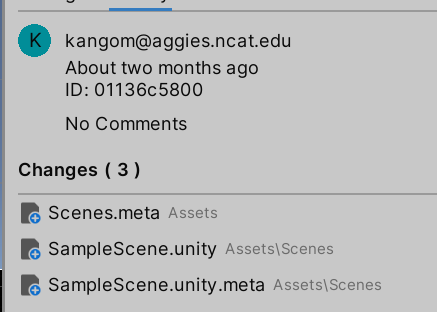 K
kangom@aggies.ncat.edu
About two months ago
ID: 01136c5800
No Comments
Changes ( 3 )
Scenes.meta Assets
SampleScene.unity Assets\Scenes
SampleScene.unity.meta Assets\Scenes